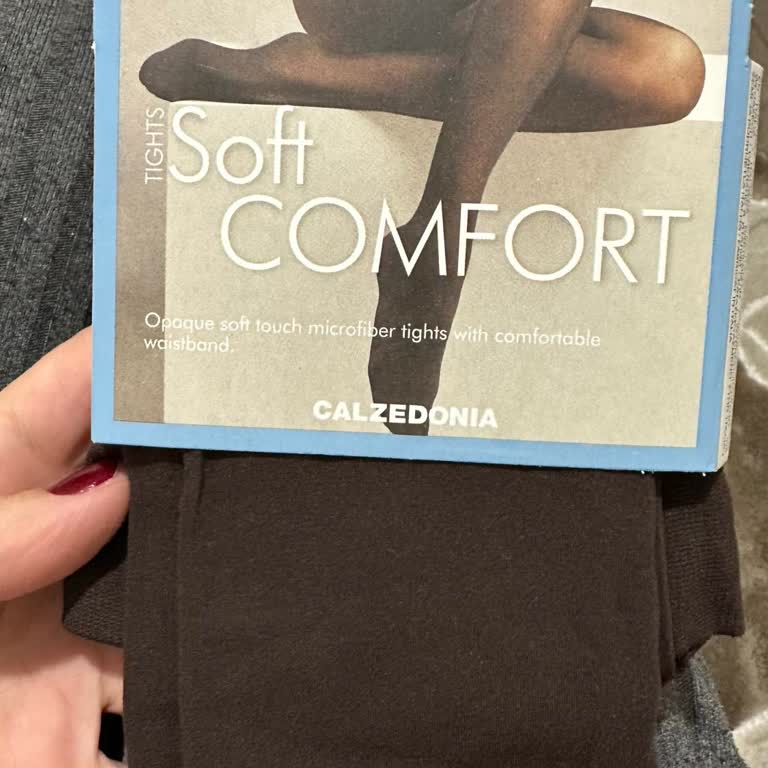 TIGHTS
Soft
COMFORT
Opaque soft touch microfiber tights with comfortable
waistband.
CALZEDONIA